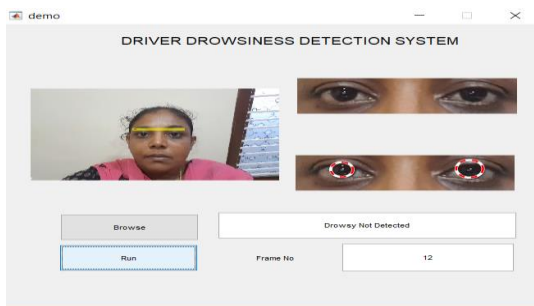 demo
DRIVER DROWSINESS DETECTION SYSTEM
Browse
Drowsy Not Detected
Run
Frame No
12